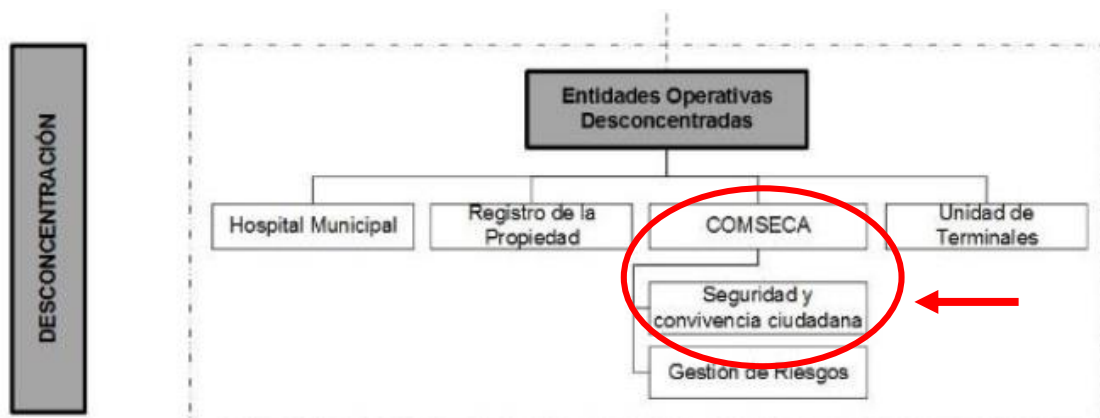 DESCONCENTRACIÓN
Entidades Operativas
Desconcentradas
Hospital Municipal
Registro de la
Propiedad
COMSECA
Unidad de
Terminales
Seguridad y
convivencia ciudadana
Gestión de Riesgos